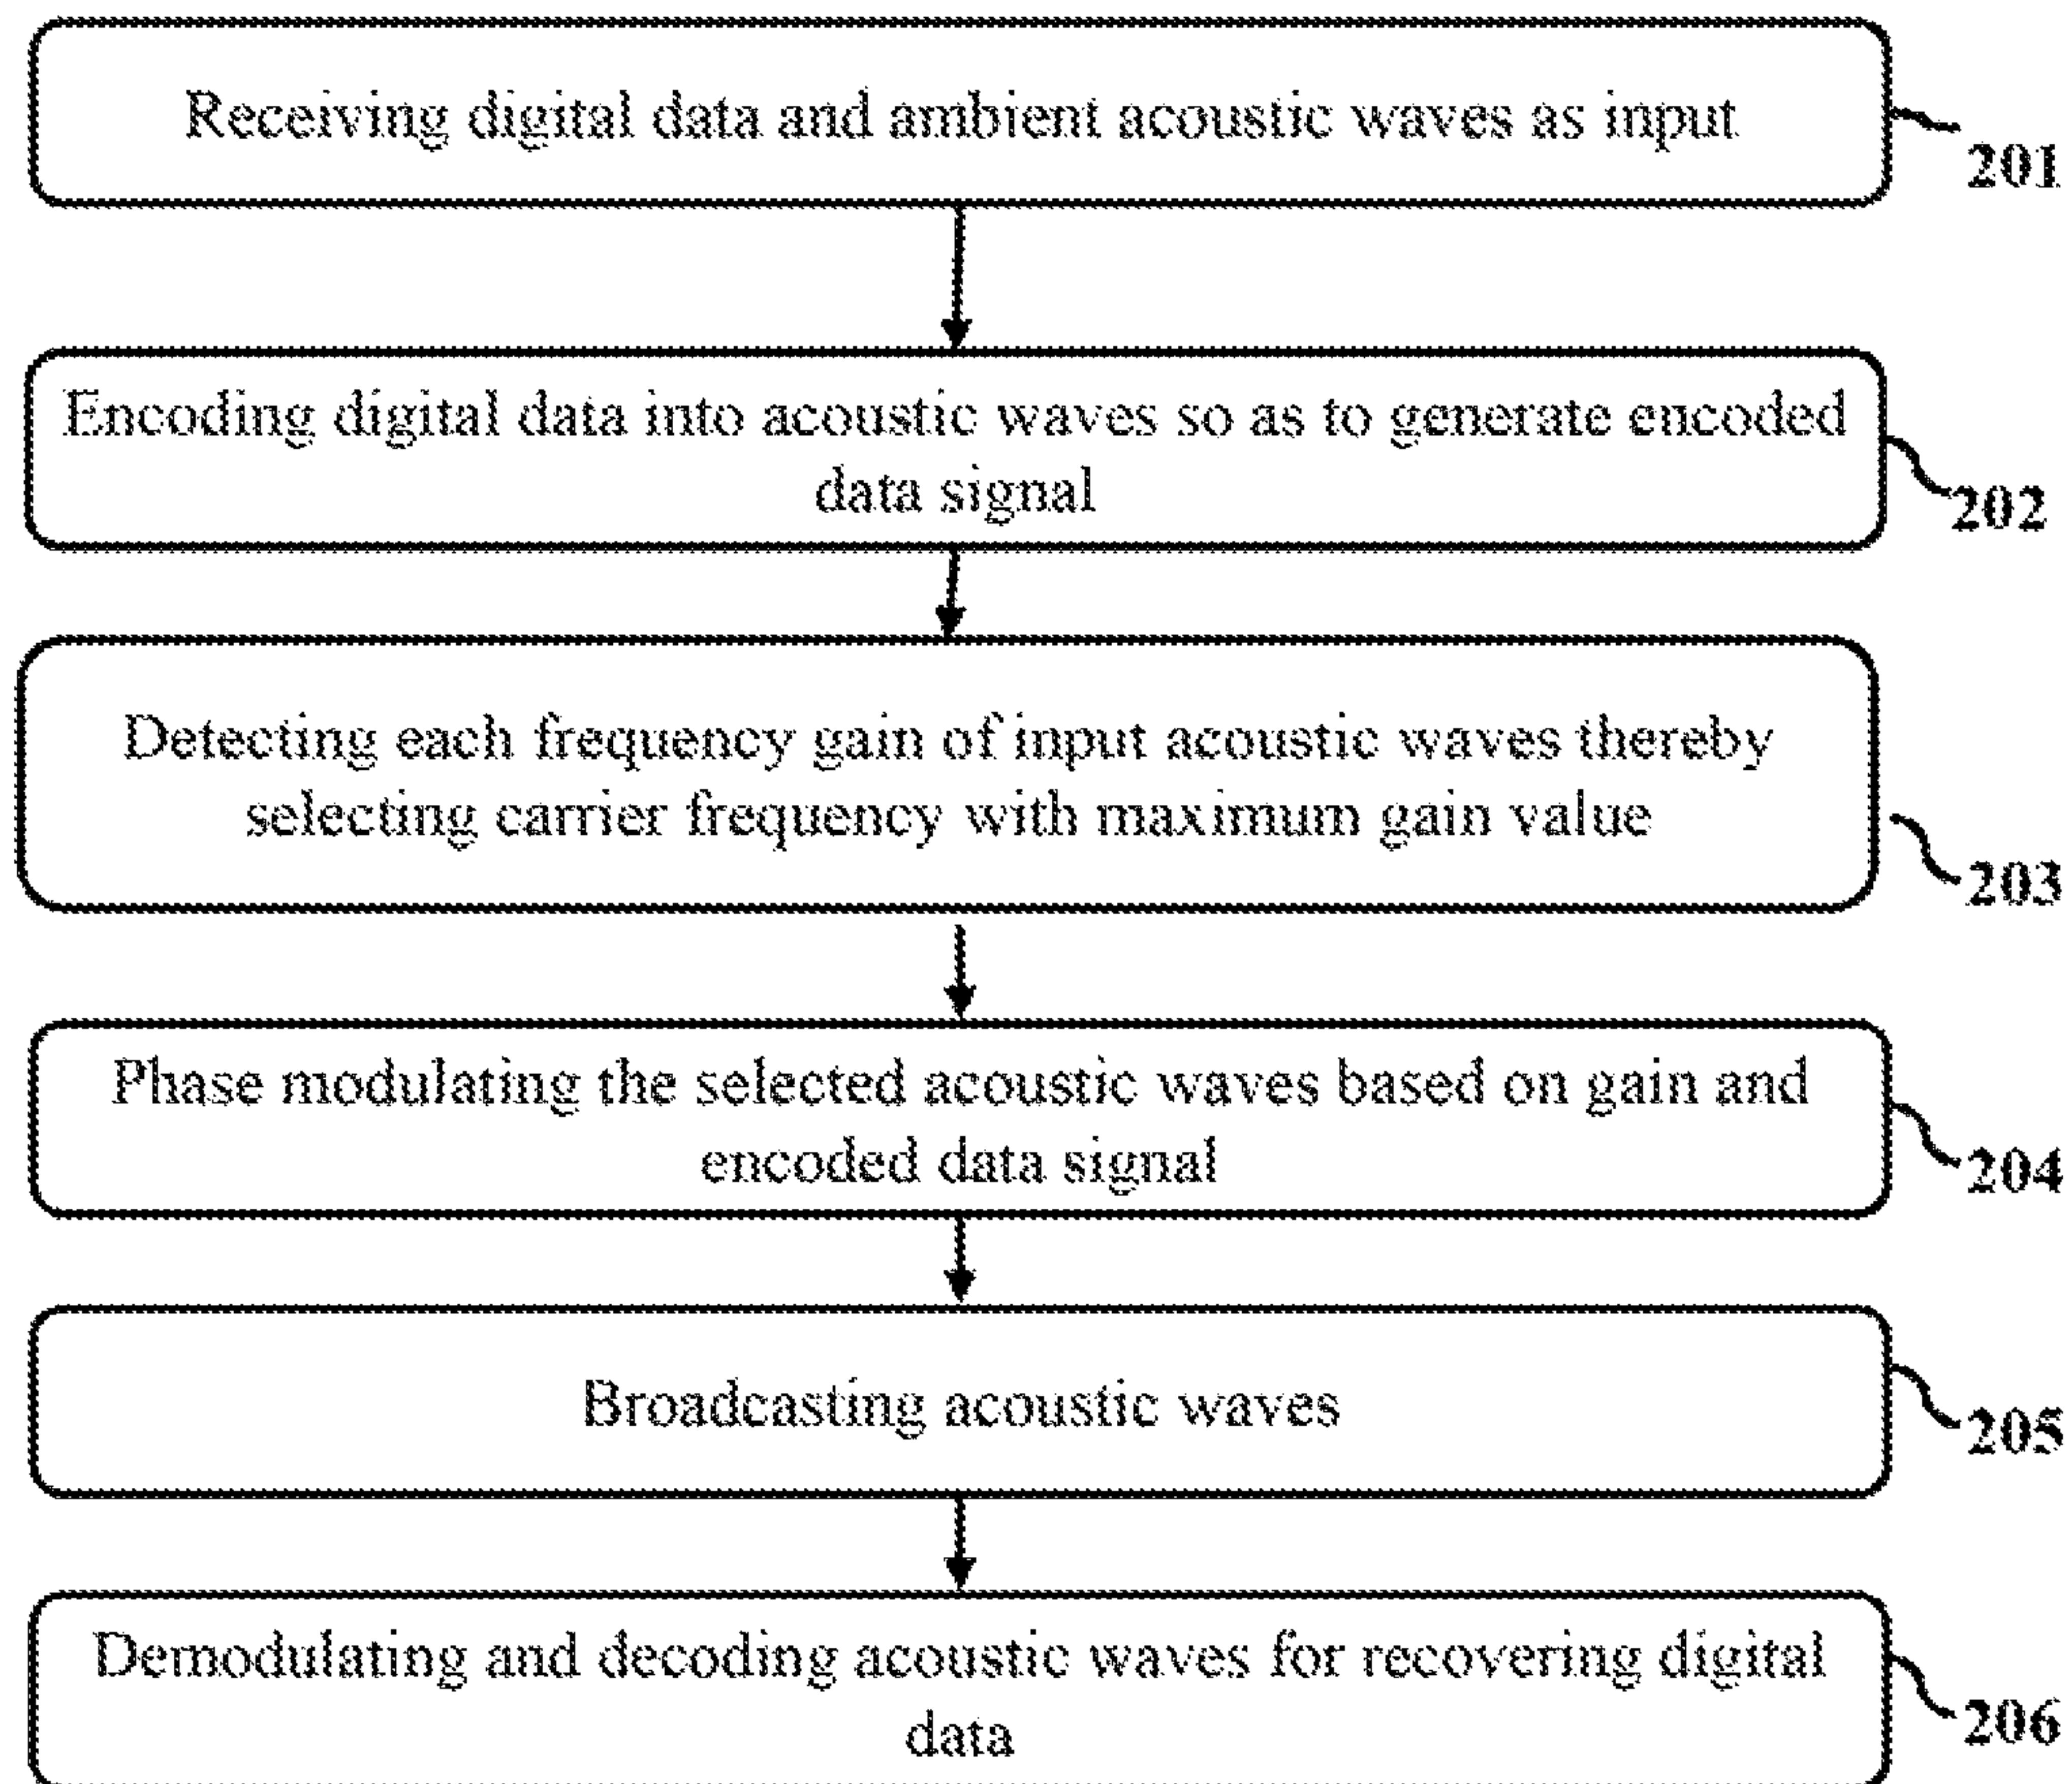 Receiving digital data and ambient acoustic waves as input
201
Encoding digital data into acoustic waves so as to generate encoded
data signal
202
Detecting each frequency gain of input acoustic waves thereby
selecting carrier frequency with maximum gain value
203
Phase modulating the selected acoustic waves based on gain and
encoded data signal
204
Broadcasting acoustic waves
205
Demodulating and decoding acoustic waves for recovering digital
data
206